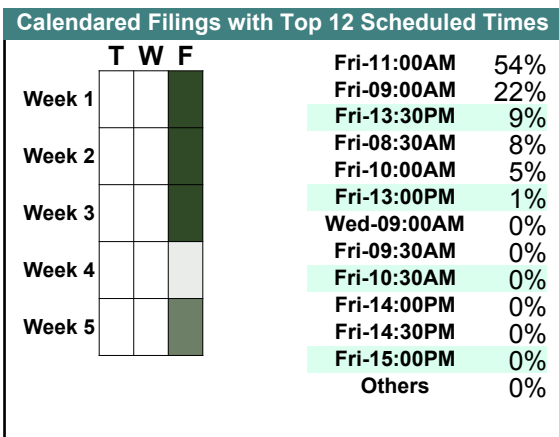 Calendared Filings with Top 12 Scheduled Times
T W F
Week 1
Week 2
Week 3
Week 4
Week 5
Fri-11:00AM 54%
Fri-09:00AM 22%
Fri-13:30PM 9%
Fri-08:30AM 8%
Fri-10:00AM 5%
Fri-13:00PM 1%
Wed-09:00AM 0%
Fri-09:30AM 0%
Fri-10:30AM 0%
Fri-14:00PM 0%
Fri-14:30PM 0%
Fri-15:00PM 0%
Others 0%